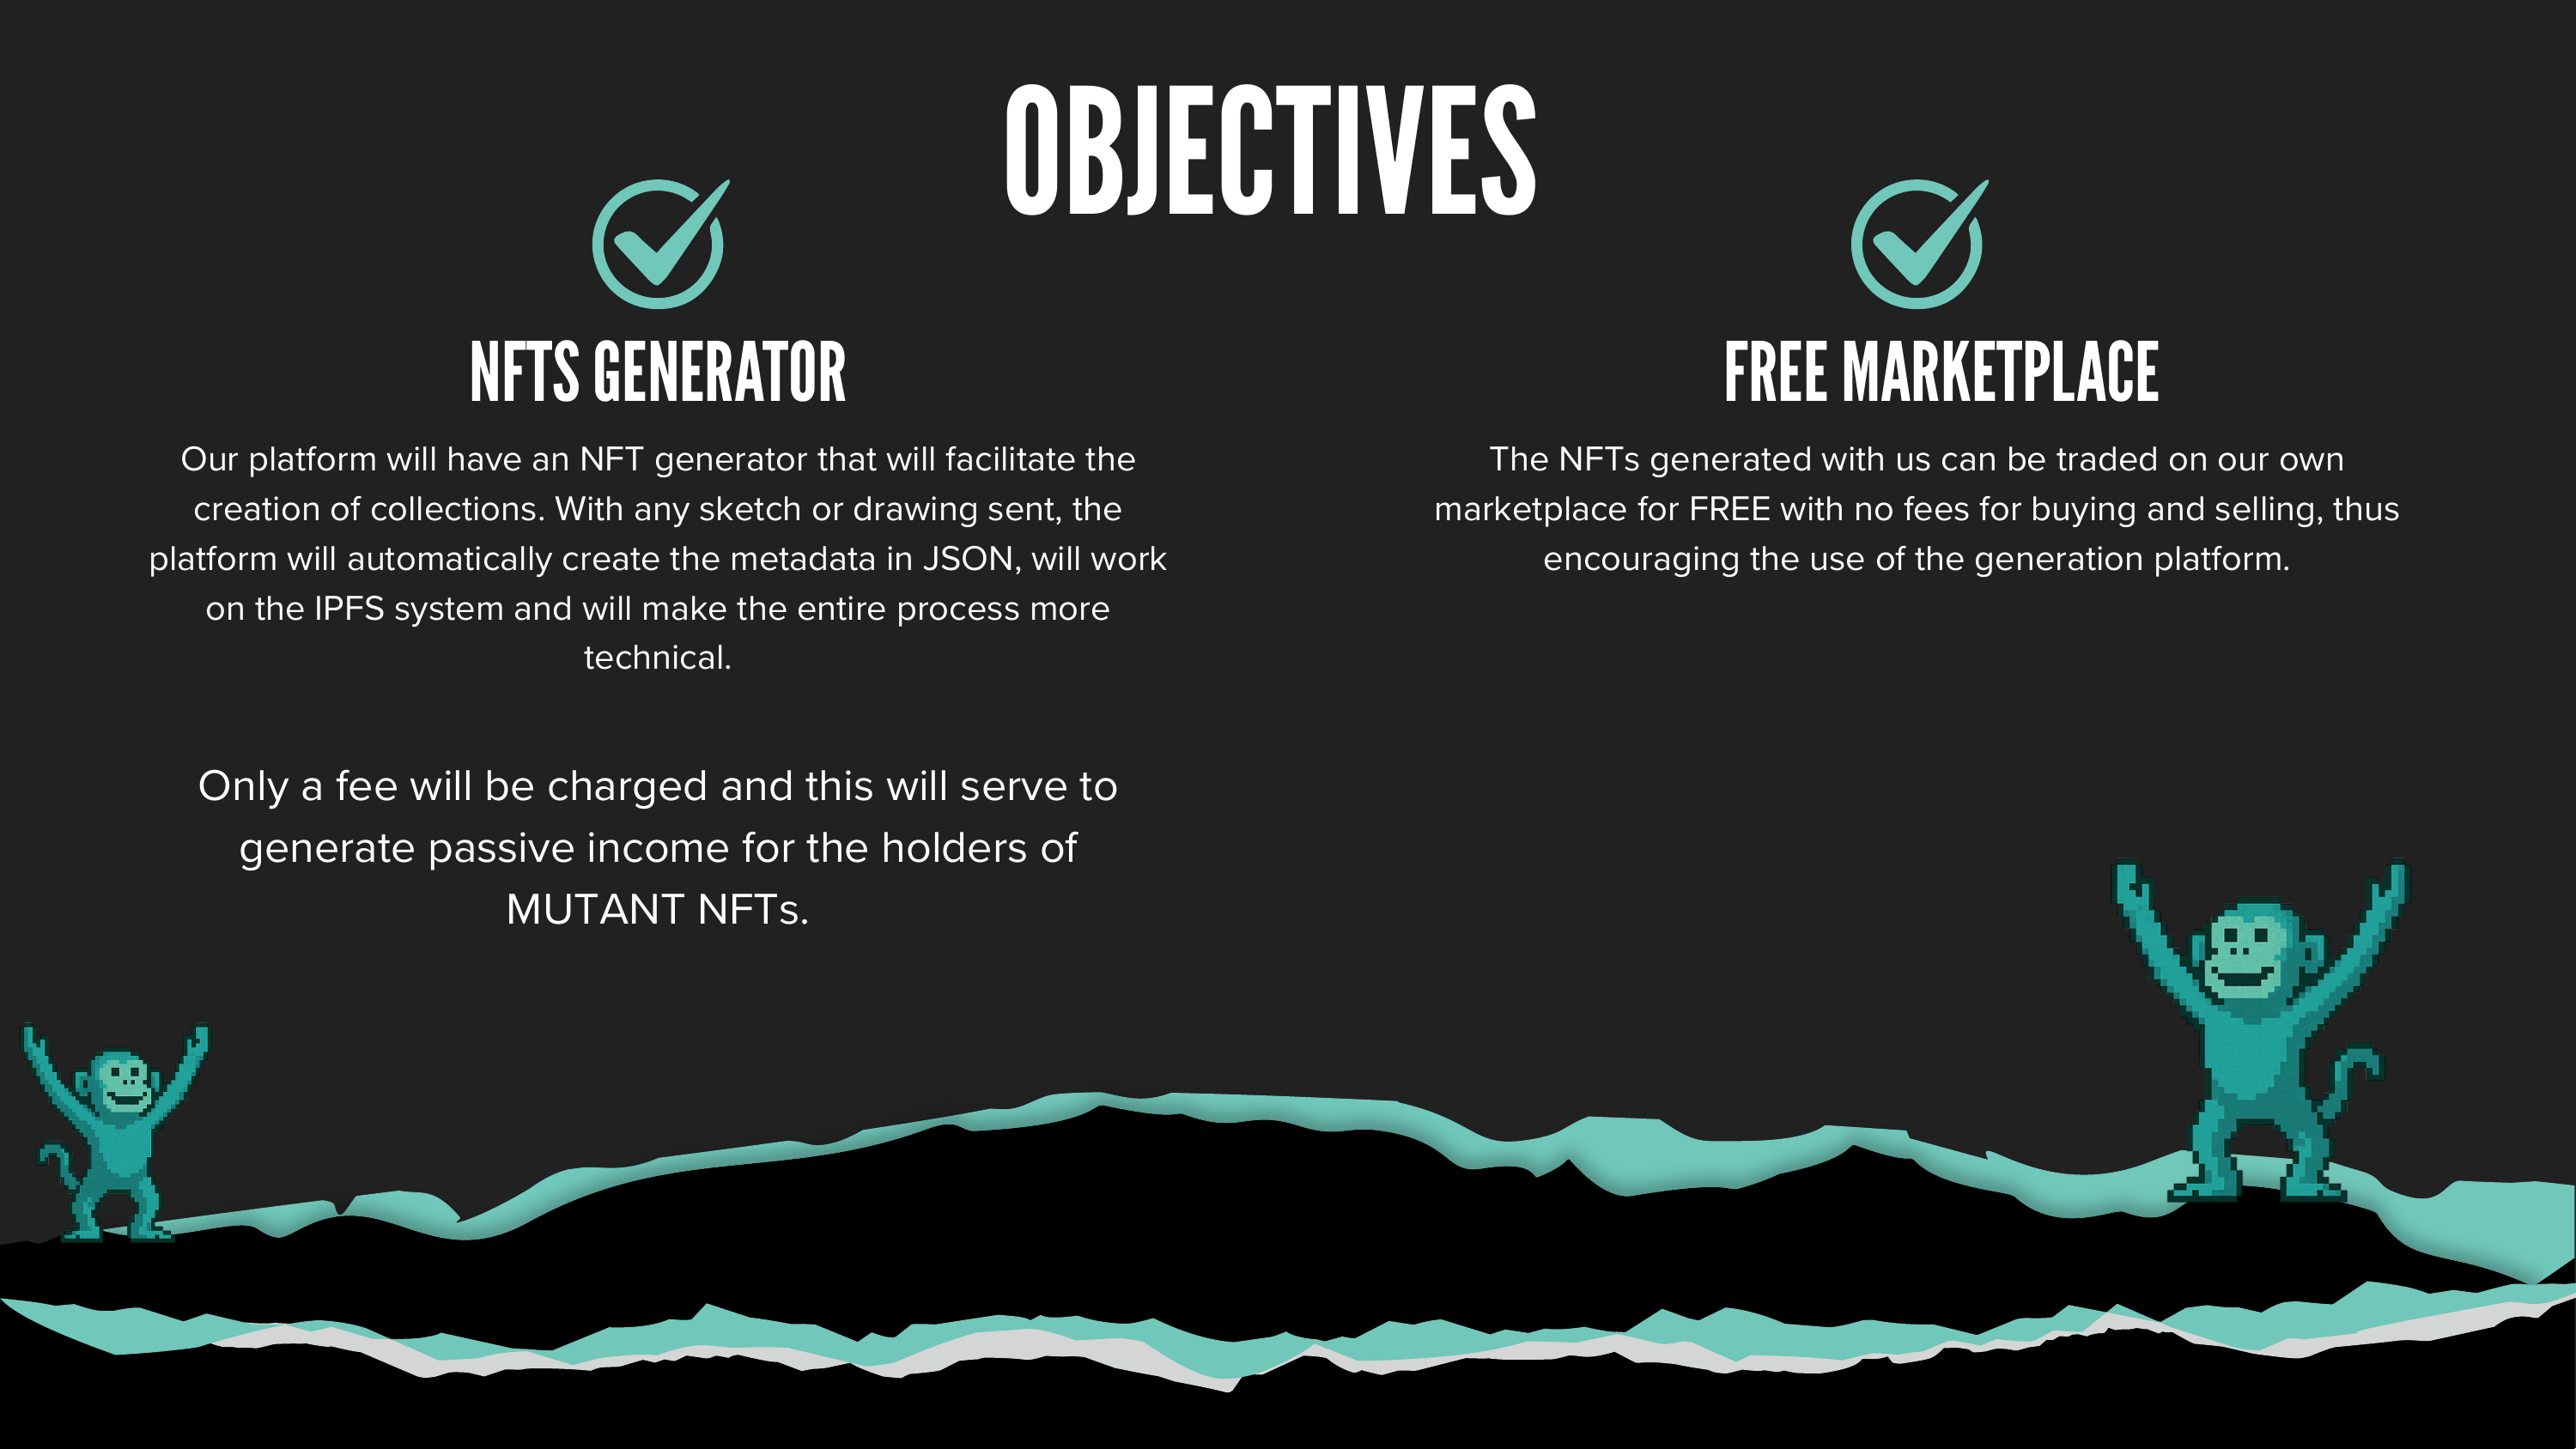 OBJECTIVES
NFTS GENERATOR
Our platform will have an NFT generator that will facilitate the
creation of collections. With any sketch or drawing sent, the
platform will automatically create the metadata in JSON, will work
on the IPFS system and will make the entire process more
technical.
Only a fee will be charged and this will serve to
generate passive income for the holders of
MUTANT NFTs.
FREE MARKETPLACE
The NFTs generated with us can be traded on our own
marketplace for FREE with no fees for buying and selling, thus
encouraging the use of the generation platform.